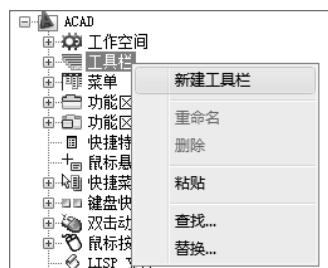 ACAD
工作空间
工具栏
菜单
功能区
功能区
快捷特
鼠标悬
快捷菜
键盘快
双击动
鼠标按
LISP
新建工具栏
重命名
删除
粘贴
查找...
替换...